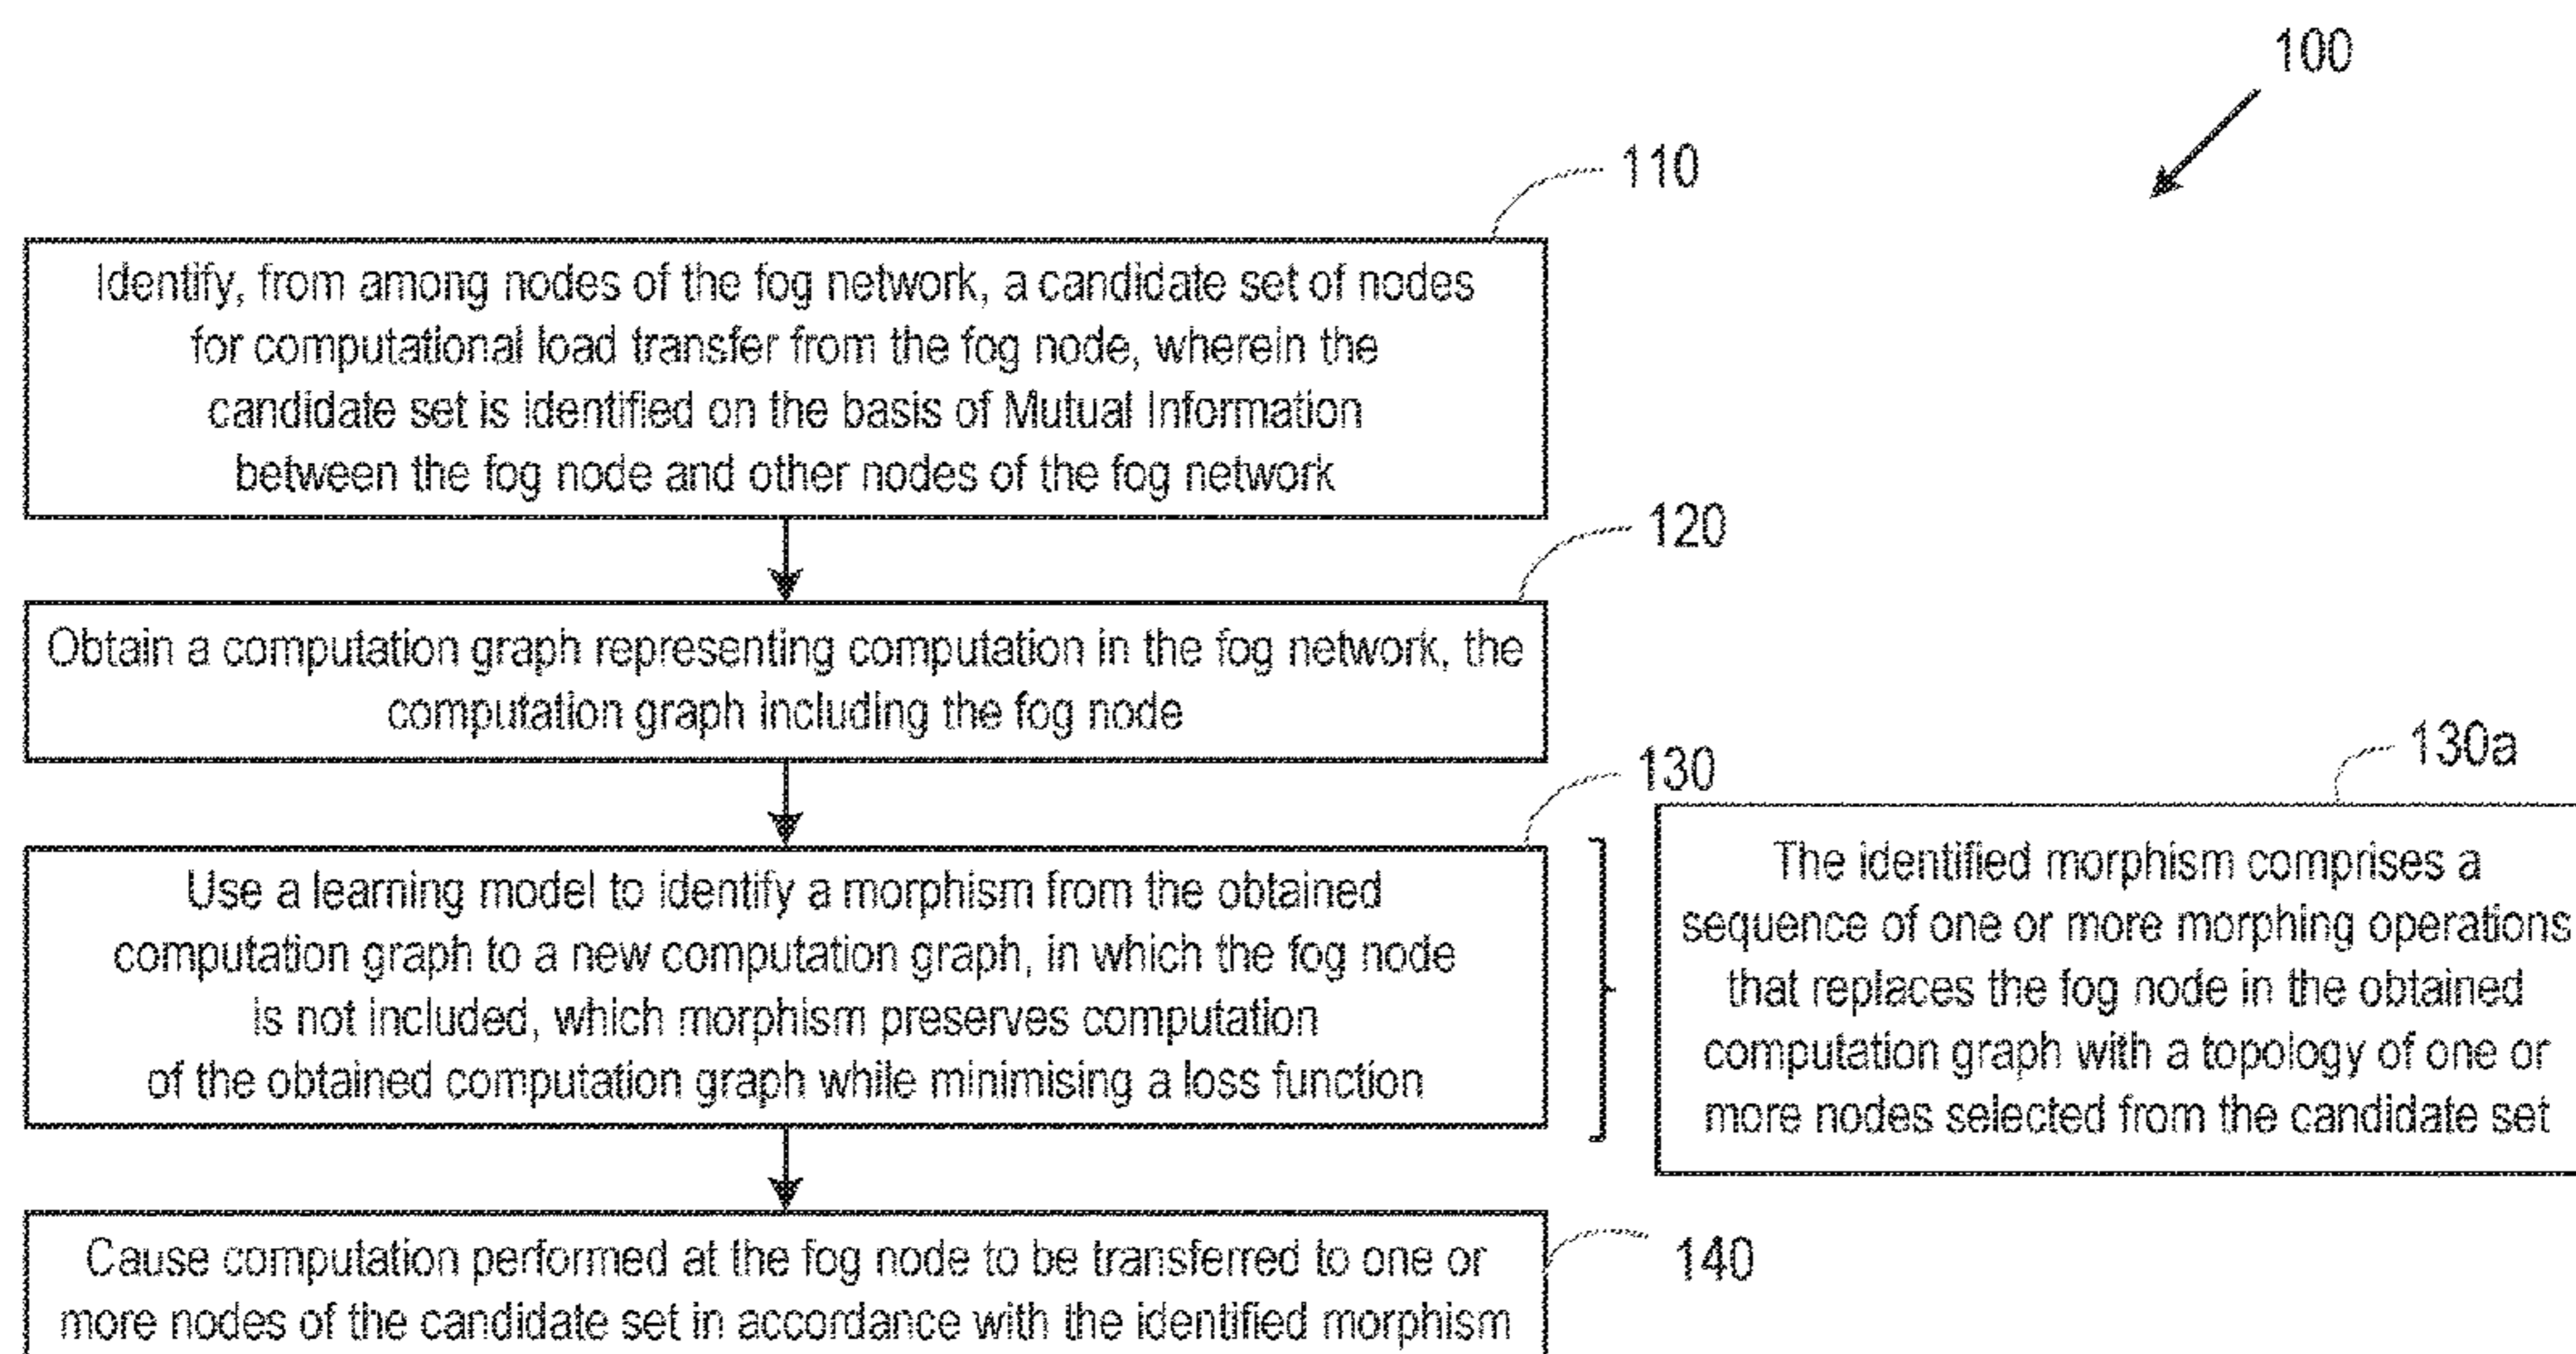 100
110
Identify, from among nodes of the fog network, a candidate set of nodes
for computational load transfer from the fog node, wherein the
candidate set is identified on the basis of Mutual Information
between the fog node and other nodes of the fog network
120
Obtain a computation graph representing computation in the fog network, the
computation graph including the fog node
130
Use a learning model to identify a morphism from the obtained
computation graph to a new computation graph, in which the fog node
is not included, which morphism preserves computation
of the obtained computation graph while minimising a loss function
130a
The identified morphism comprises a
sequence of one or more morphing operations
that replaces the fog node in the obtained
computation graph with a topology of one or
more nodes selected from the candidate set
140
Cause computation performed at the fog node to be transferred to one or
more nodes of the candidate set in accordance with the identified morphism